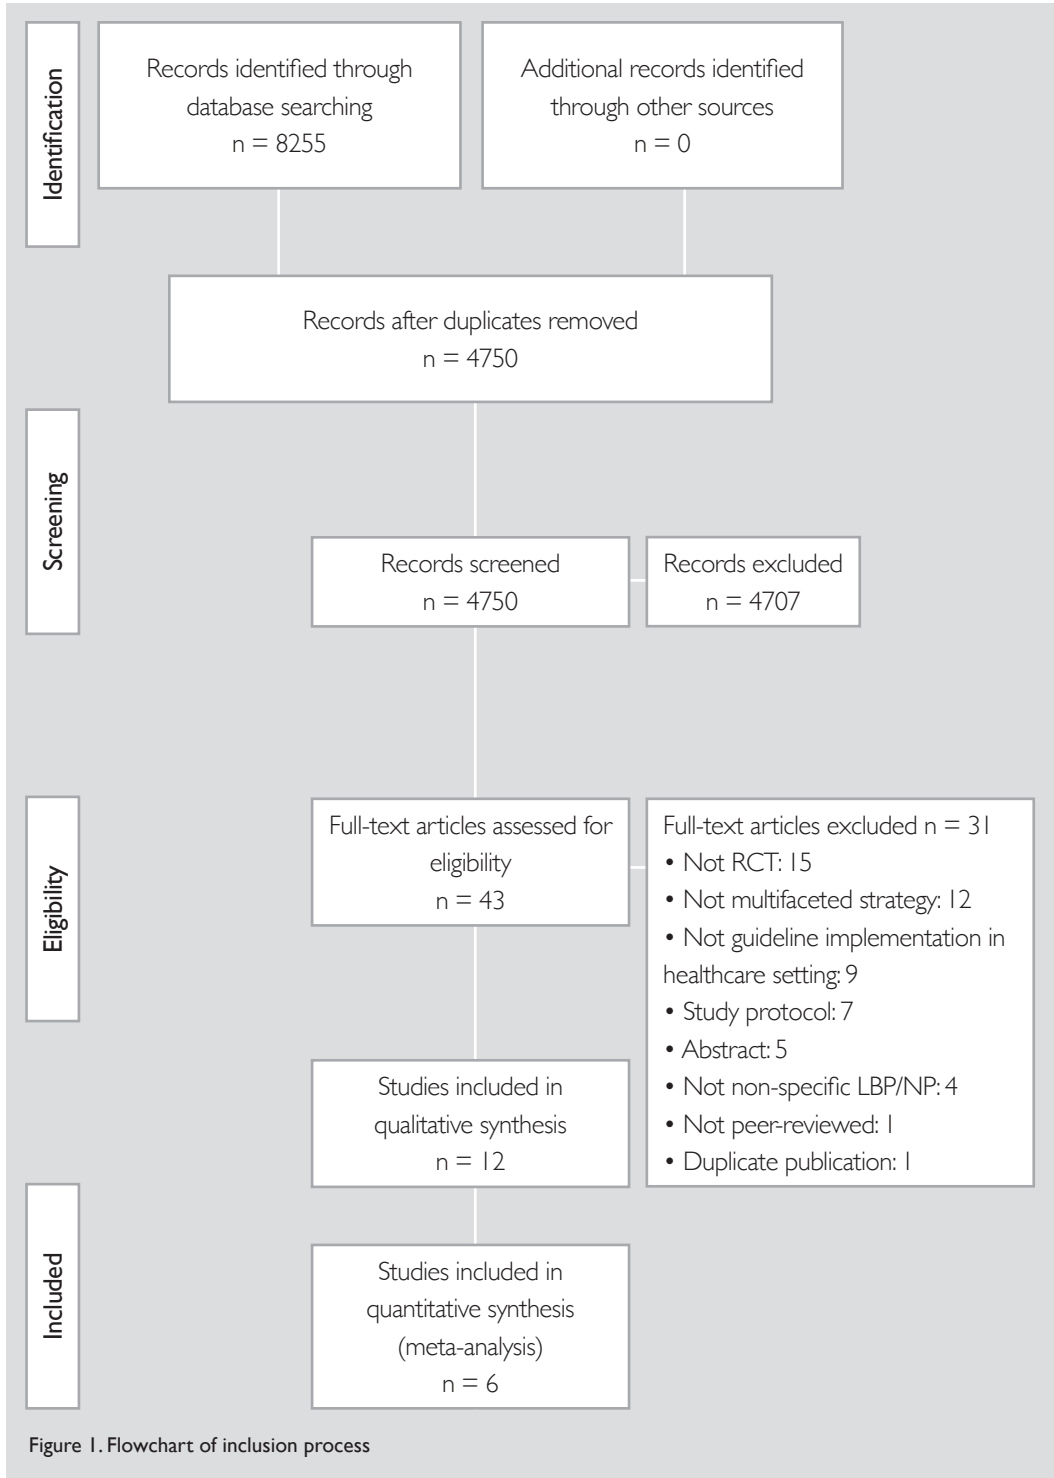 Identification
Records identified through
database searching
n = 8255
Additional records identified
through other sources
n = 0
Records after duplicates removed
n = 4750
Screening
Records screened
n = 4750
Records excluded
n = 4707
Eligibility
Full-text articles assessed for
eligibility
n = 43
Full-text articles excluded n = 31
• Not RCT: 15
• Not multifaceted strategy: 12
• Not guideline implementation in
healthcare setting: 9
• Study protocol: 7
• Abstract: 5
• Not non-specific LBP/NP: 4
• Not peer-reviewed: 1
• Duplicate publication: 1
Studies included in
qualitative synthesis
n = 12
Included
Studies included in
quantitative synthesis
(meta-analysis)
n = 6
Figure 1. Flowchart of inclusion process